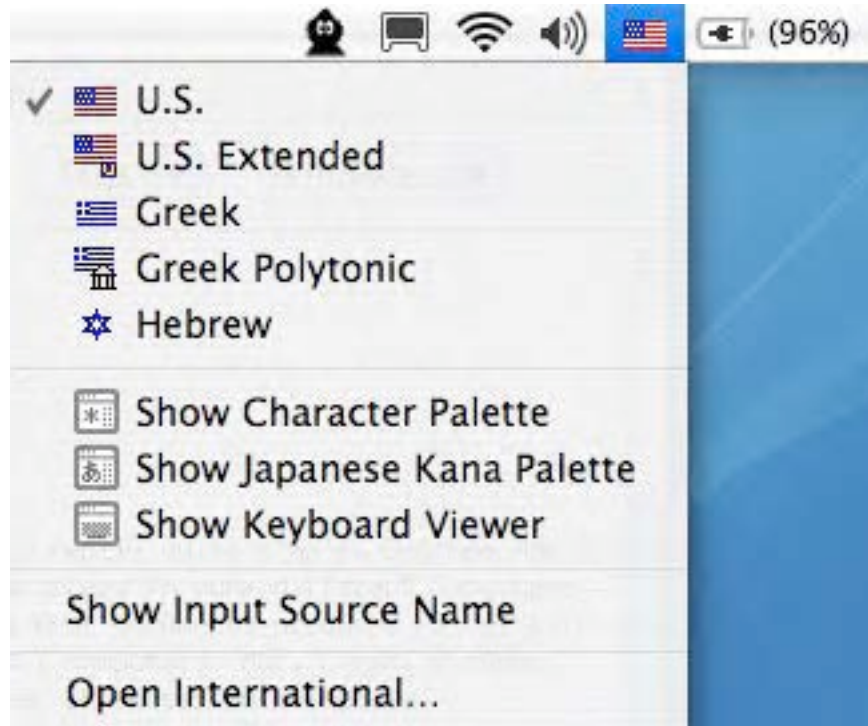 (96%)
✓ U.S.
U.S. Extended
Greek
Greek Polytonic
Hebrew
Show Character Palette
Show Japanese Kana Palette
Show Keyboard Viewer
Show Input Source Name
Open International...